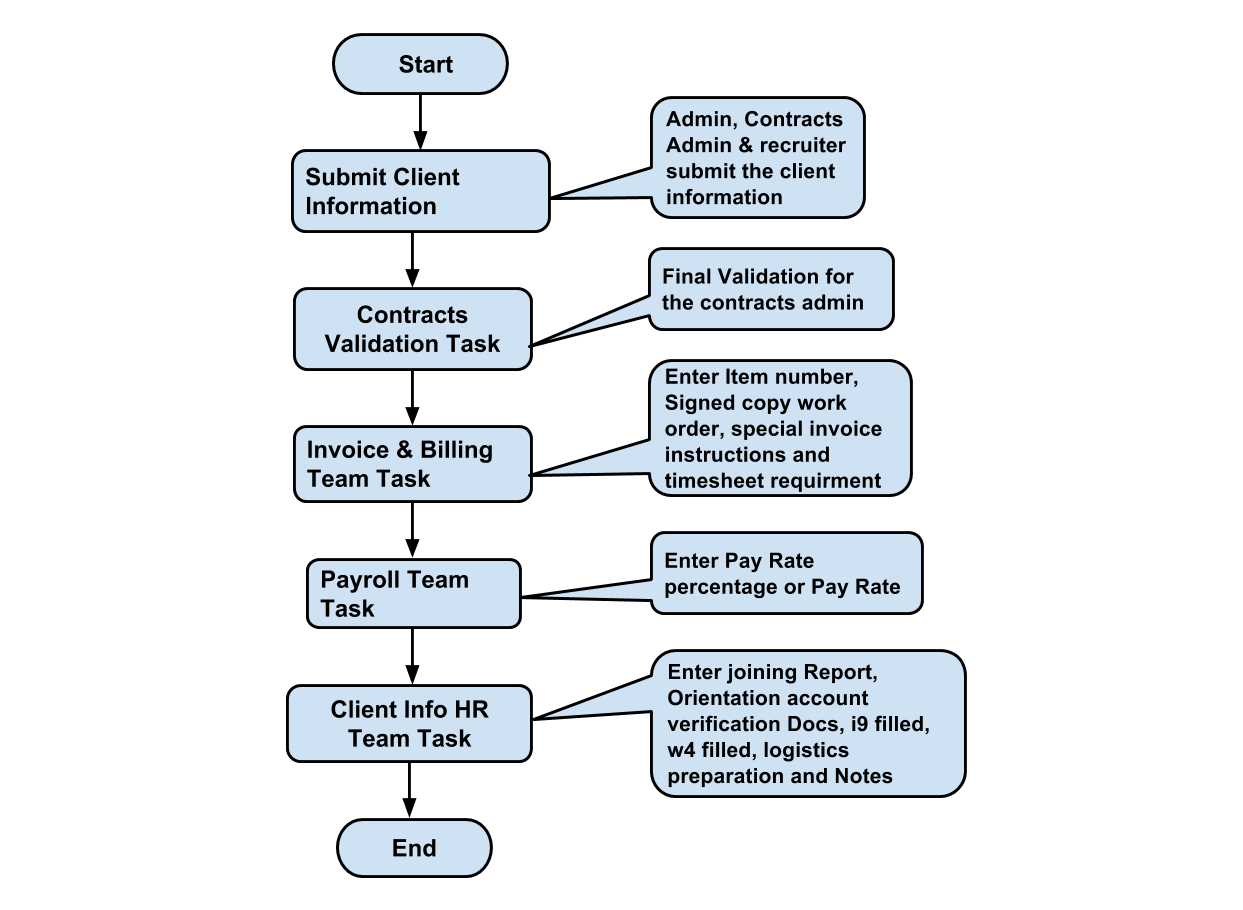 Start
Submit Client
Information
Admin, Contracts
Admin & recruiter
submit the client
information
Contracts
Validation Task
Final Validation for
the contracts admin
Invoice & Billing
Team Task
Enter Item number,
Signed copy work
order, special invoice
instructions and
timesheet requirment
Payroll Team
Task
Enter Pay Rate
percentage or Pay Rate
Client Info HR
Team Task
Enter joining Report,
Orientation account
verification Docs, i9 filled,
w4 filled, logistics
preparation and Notes
End